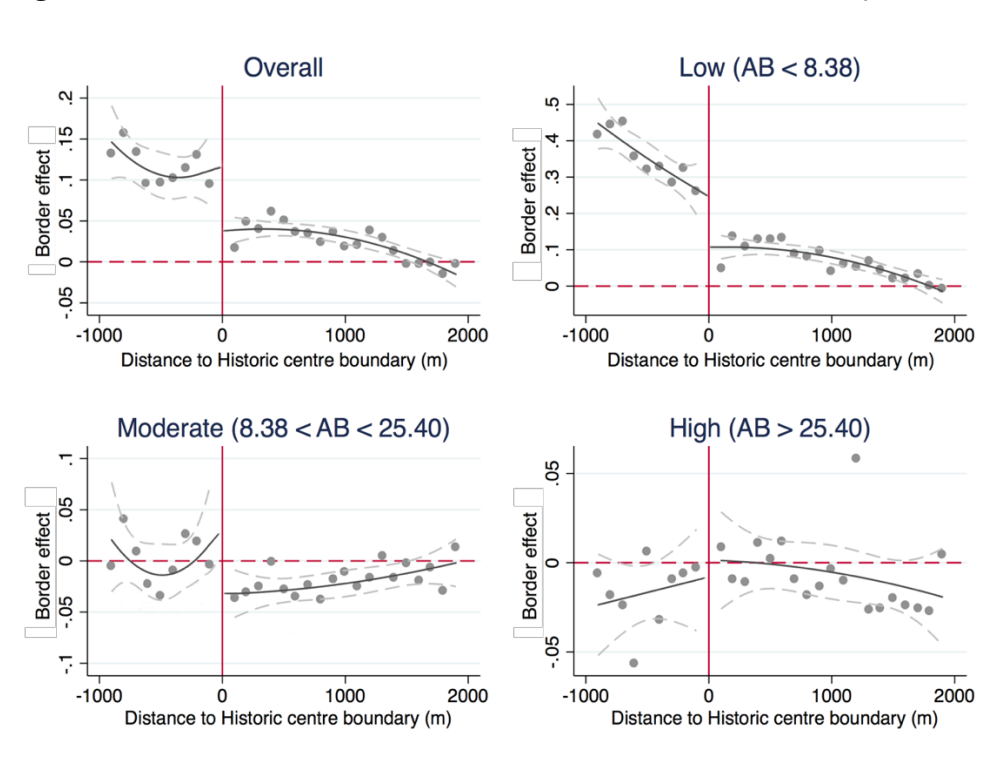 Overall
.2
.15
.1
.05
0
-.05
Border effect
-1000 0 1000 2000
Distance to Historic centre boundary (m)
Low (AB < 8.38)
.5
.4
.3
.2
.1
0
Border effect
-1000 0 1000 2000
Distance to Historic centre boundary (m)
Moderate (8.38 < AB < 25.40)
.1
.05
0
-.05
-.1
Border effect
-1000 0 1000 2000
Distance to Historic centre boundary (m)
High (AB > 25.40)
.05
0
-.05
Border effect
-1000 0 1000 2000
Distance to Historic centre boundary (m)